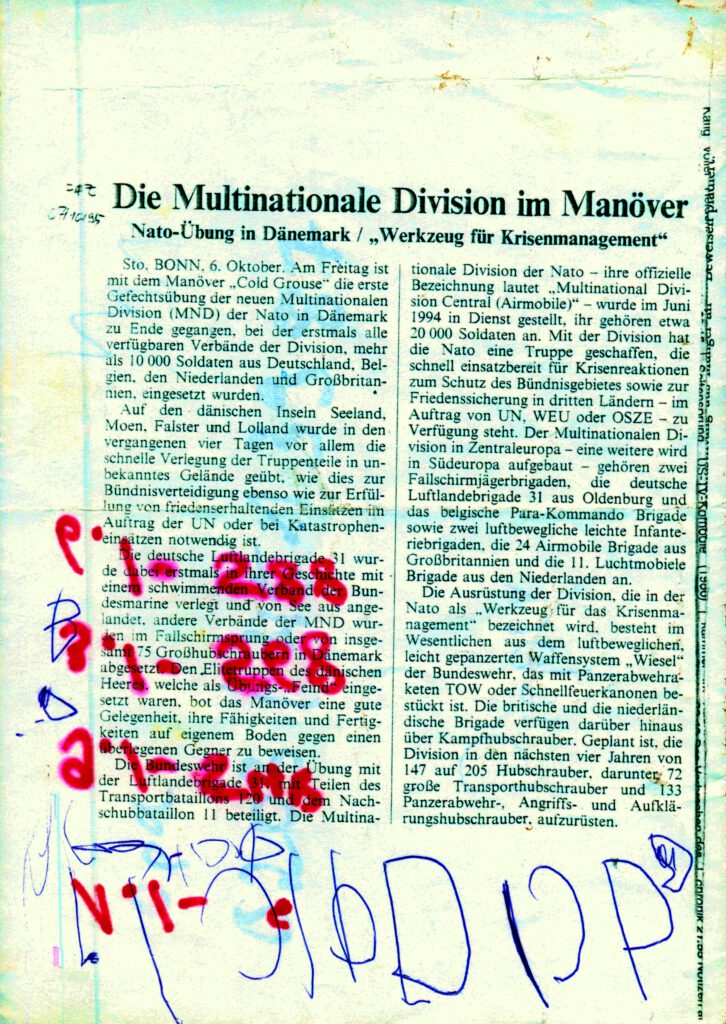 07/10/95
Die Multinationale Division im Manöver
Nato-Übung in Dänemark / „Werkzeug für Krisenmanagement“
Sto. BONN, 6. Oktober. Am Freitag ist
mit dem Manöver „Cold Grouse“ die erste
Gefechtsübung der neuen Multinationalen
Division (MND) der Nato in Dänemark
zu Ende gegangen, bei der erstmals alle
verfügbaren Verbände der Division, mehr
als 10 000 Soldaten aus Deutschland, Bel-
gien, den Niederlanden und Großbritan-
nien, eingesetzt wurden.
Auf den dänischen Inseln Seeland,
Moen, Falster und Lolland wurde in den
vergangenen vier Tagen vor allem die
schnelle Verlegung der Truppenteile in un-
bekanntes Gelände geübt, wie dies zur
Bündnisverteidigung ebenso wie zur Erfül-
lung von friedenserhaltenden Einsätzen im
Auftrag der UN oder bei Katastrophen-
einsätzen notwendig ist.
Die deutsche Luftlandebrigade 31 wur-
de dabei erstmals in ihrer Geschichte mit
einem schwimmenden Verband der Bun-
desmarine verlegt und von See aus ange-
landet, andere Verbände der MND wur-
den im Fallschirmsprung oder von insge-
samt 75 Großhubschraubern in Dänemark
abgesetzt. Den Elitetruppen des dänischen
Heeres, welche als Übungs-„Feind“ einge-
setzt waren, bot das Manöver eine gute
Gelegenheit, ihre Fähigkeiten und Fertig-
keiten auf eigenem Boden gegen einen
überlegenen Gegner zu beweisen.
Die Bundeswehr ist an der Übung mit
der Luftlandebrigade 31, mit Teilen des
Transportbataillons 120 und dem Nach-
schubbataillon 11 beteiligt. Die Multina-
tionale Division der Nato – ihre offizielle
Bezeichnung lautet „Multinational Divi-
sion Central (Airmobile)“ – wurde im Juni
1994 in Dienst gestellt, ihr gehören etwa
20 000 Soldaten an. Mit der Division hat
die Nato eine Truppe geschaffen, die
schnell einsatzbereit für Krisenreaktionen
zum Schutz des Bündnisgebietes sowie zur
Friedenssicherung in dritten Ländern – im
Auftrag von UN, WEU oder OSZE – zu
Verfügung steht. Der Multinationalen Di-
vision in Zentraleuropa – eine weitere wird
in Südeuropa aufgebaut – gehören zwei
Fallschirmjägerbrigaden, die deutsche
Luftlandebrigade 31 aus Oldenburg und
das belgische Para-Kommando Brigade
sowie zwei luftbewegliche leichte Infante-
riebrigaden, die 24 Airmobile Brigade aus
Großbritannien und die 11. Luchtmobiele
Brigade aus den Niederlanden an.
Die Ausrüstung der Division, die in der
Nato als „Werkzeug für das Krisenma-
nagement“ bezeichnet wird, besteht im
Wesentlichen aus dem luftbeweglichen,
leicht gepanzerten Waffensystem „Wiesel“
der Bundeswehr, das mit Panzerabwehra-
keten TOW oder Schnellfeuerkanonen be-
stückt ist. Die britische und die niederlän-
dische Brigade verfügen darüber hinaus
über Kampfhubschrauber. Geplant ist, die
Division in den nächsten vier Jahren von
147 auf 205 Hubschrauber, darunter 72
große Transporthubschrauber und 133
Panzerabwehr-, Angriffs- und Aufklä-
rungshubschrauber, aufzurüsten.